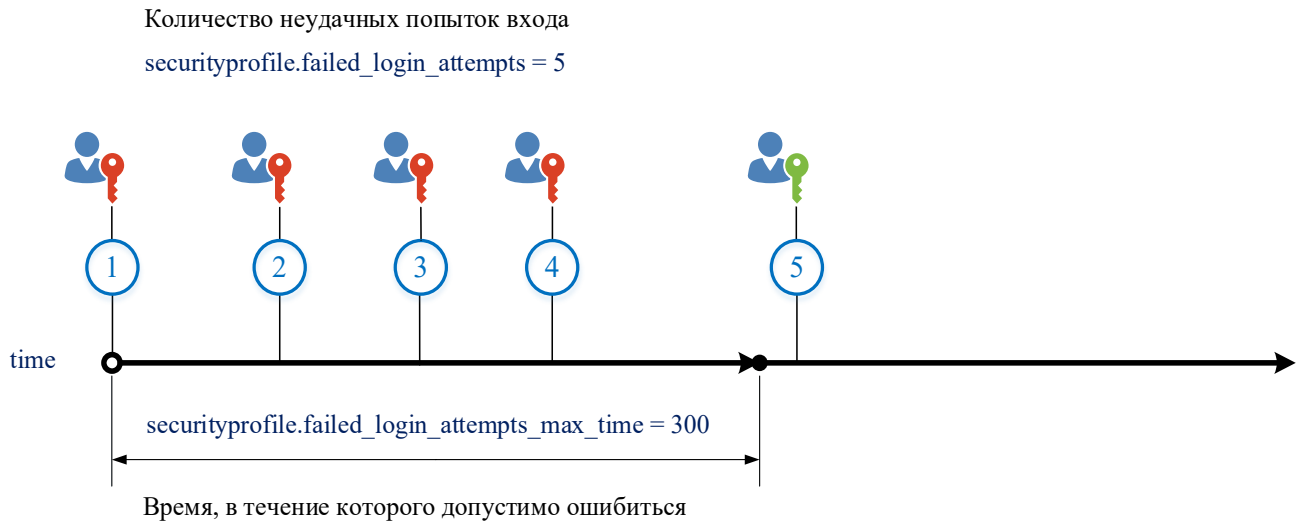 Количество неудачных попыток входа
securityprofile.failed_login_attempts = 5
1 2 3 4 5
time
securityprofile.failed_login_attempts_max_time = 300
Время, в течение которого допустимо ошибиться